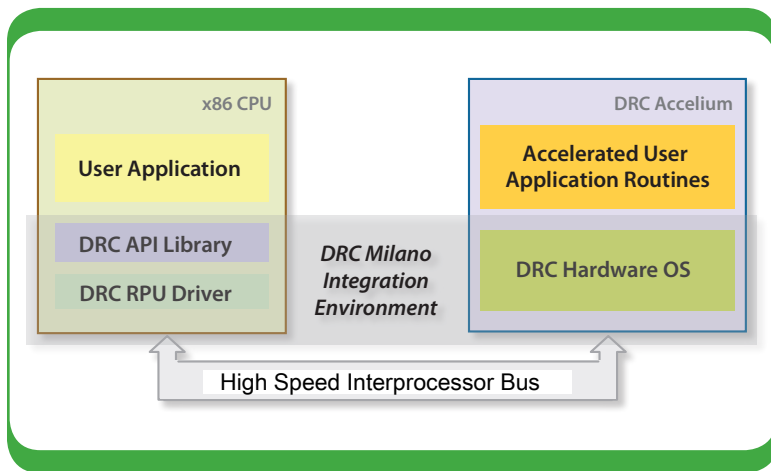 x86 CPU
User Application
DRC API Library
DRC RPU Driver
DRC Milano
Integration
Environment
DRC Accelium
Accelerated User
Application Routines
DRC Hardware OS
High Speed Interprocessor Bus